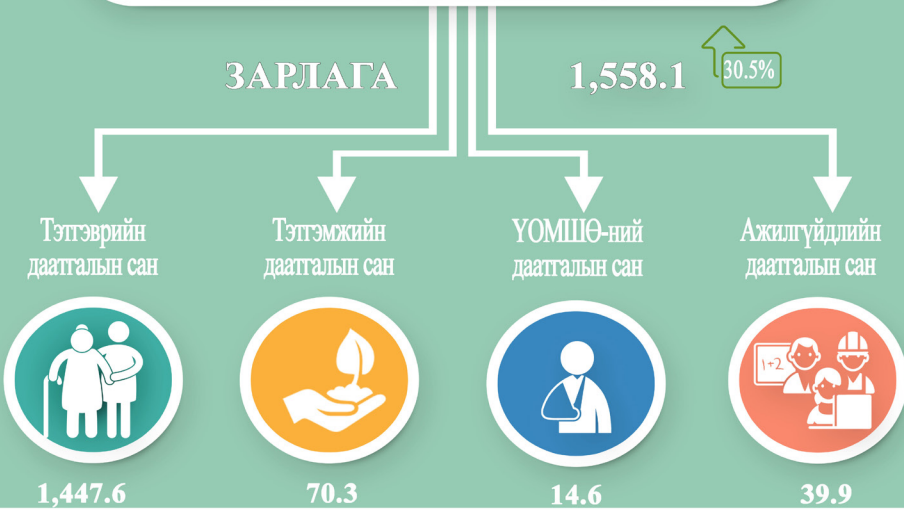 ЗАРЛАГА 1,558.1 30.5%
Тэтгэврийн даатгалын сан
Тэтгэмжийн даатгалын сан
ҮОМШӨ-ний даатгалын сан
Ажилгүйдлийн даатгалын сан
1+2
1,447.6 70.3 14.6 39.9